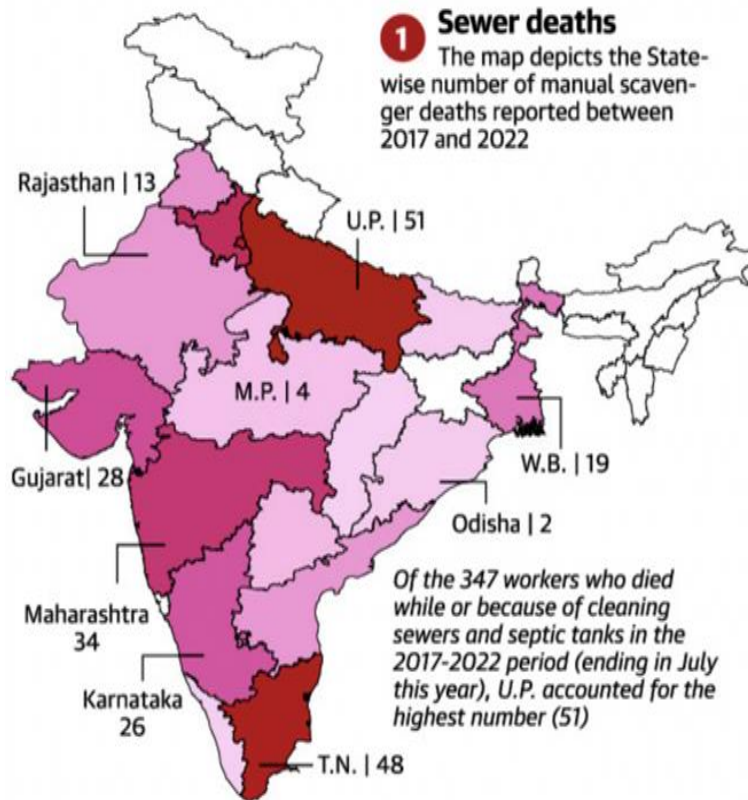 1
Sewer deaths
The map depicts the State-
wise number of manual scaven-
ger deaths reported between
2017 and 2022
Rajasthan | 13
U.P. | 51
M.P. | 4
Gujarat| 28
W.B. | 19
Odisha | 2
Maharashtra
34
Karnataka
26
T.N. | 48
Of the 347 workers who died
while or because of cleaning
sewers and septic tanks in the
2017-2022 period (ending in July
this year), U.P. accounted for the
highest number (51)